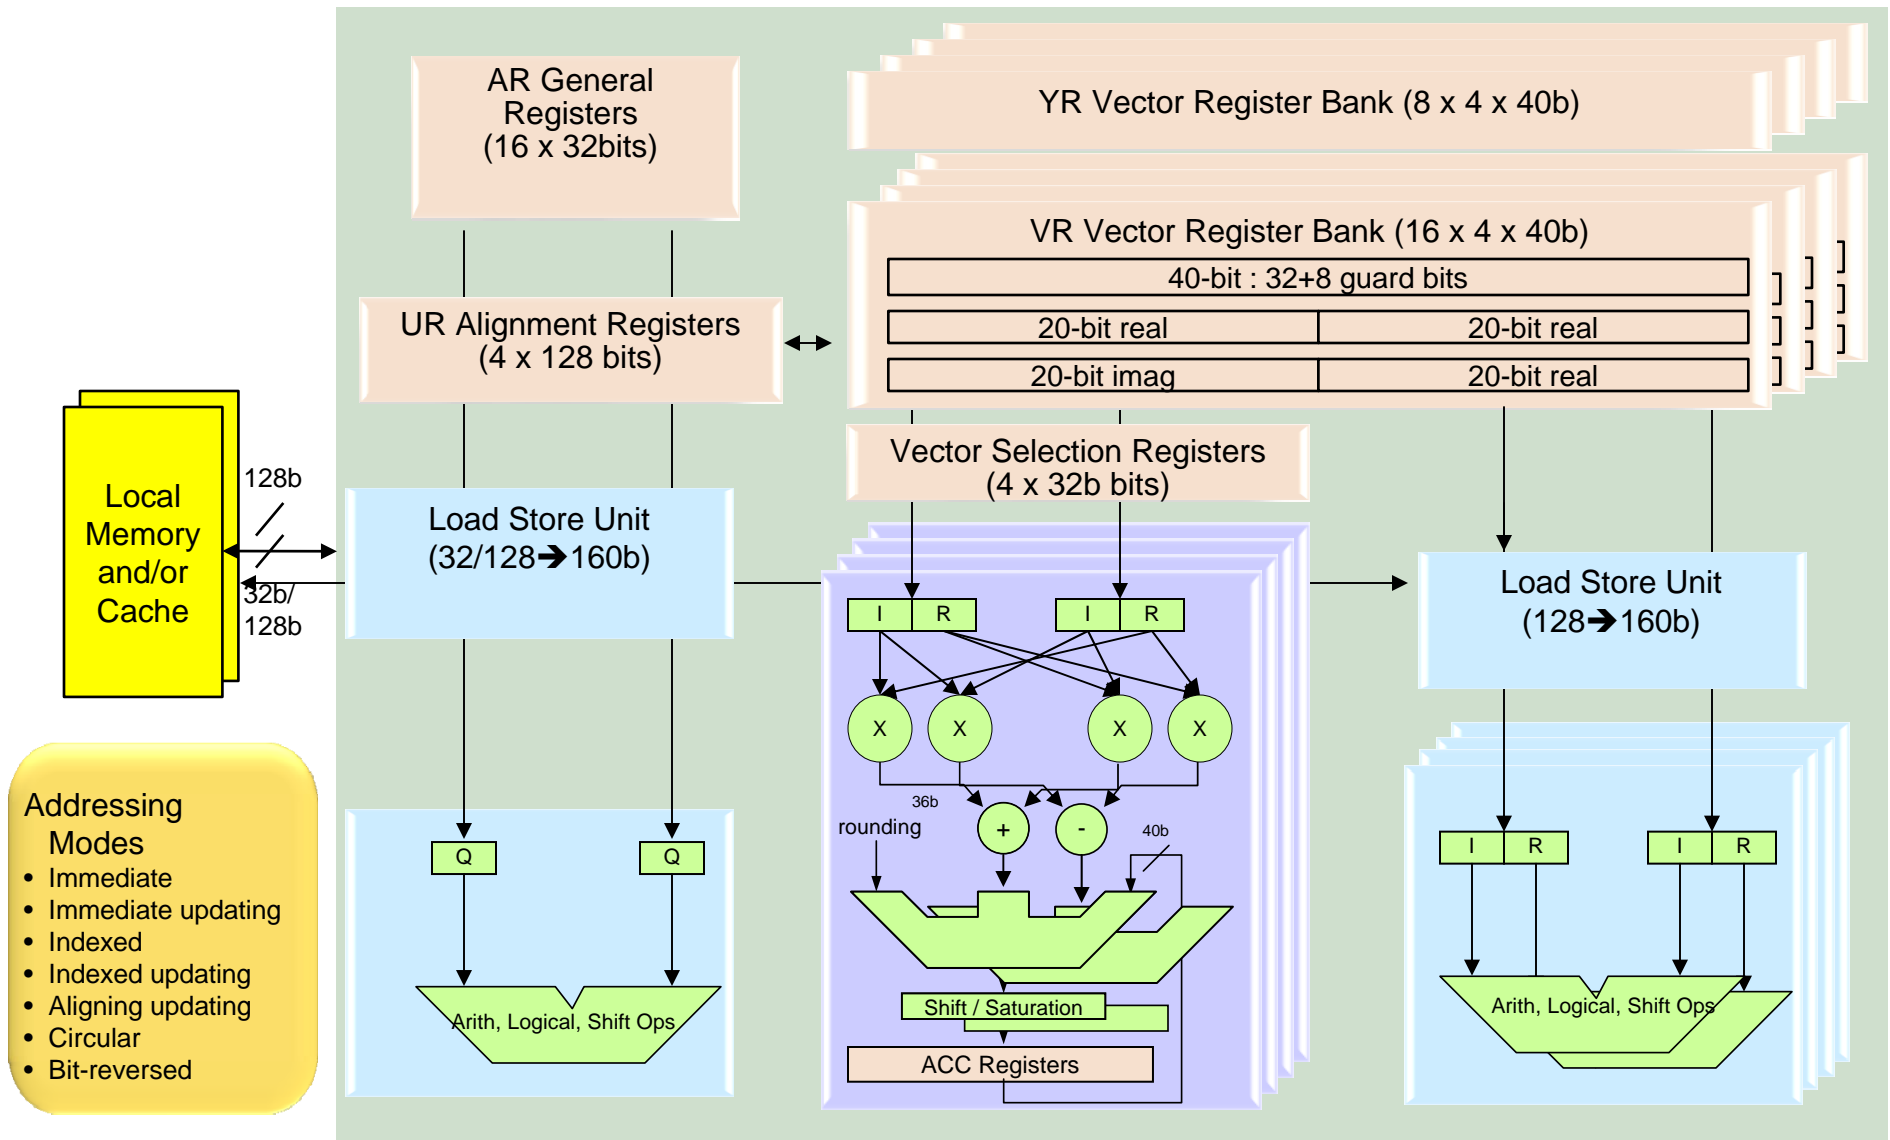 AR General
Registers
(16 x 32bits)
YR Vector Register Bank (8 x 4 x 40b)
VR Vector Register Bank (16 x 4 x 40b)
40-bit : 32+8 guard bits
20-bit real
20-bit real
20-bit imag
20-bit real
UR Alignment Registers
(4 x 128 bits)
Vector Selection Registers
(4 x 32b bits)
Local
Memory
and/or
Cache
128b
32b/
128b
Load Store Unit
(32/128➔160b)
Load Store Unit
(128➔160b)
I
R
I
R
X
X
X
X
36b
rounding
+
-
40b
Shift / Saturation
ACC Registers
Q
Q
Arith, Logical, Shift Ops
I
R
I
R
Arith, Logical, Shift Ops
Addressing
Modes
• Immediate
• Immediate updating
• Indexed
• Indexed updating
• Aligning updating
• Circular
• Bit-reversed